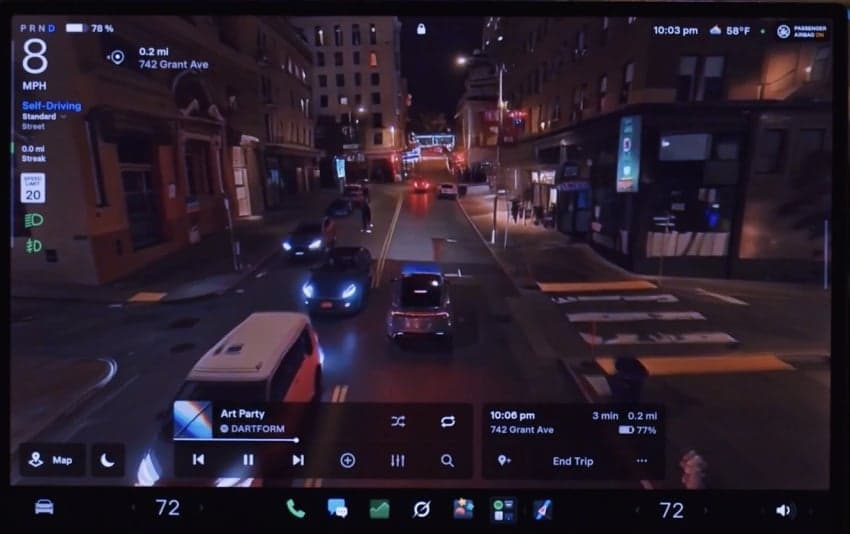 P R N D 78 %
8
MPH
Self-Driving
Standard
Street
0.0 mi
Streak
SPEED
LIMIT
20
0.2 mi
742 Grant Ave
10:03 pm 58°F
PASSENGER
AIRBAG ON
Art Party
DARTFORM
10:06 pm 3 min 0.2 mi
742 Grant Ave 77%
End Trip
Map
72
72